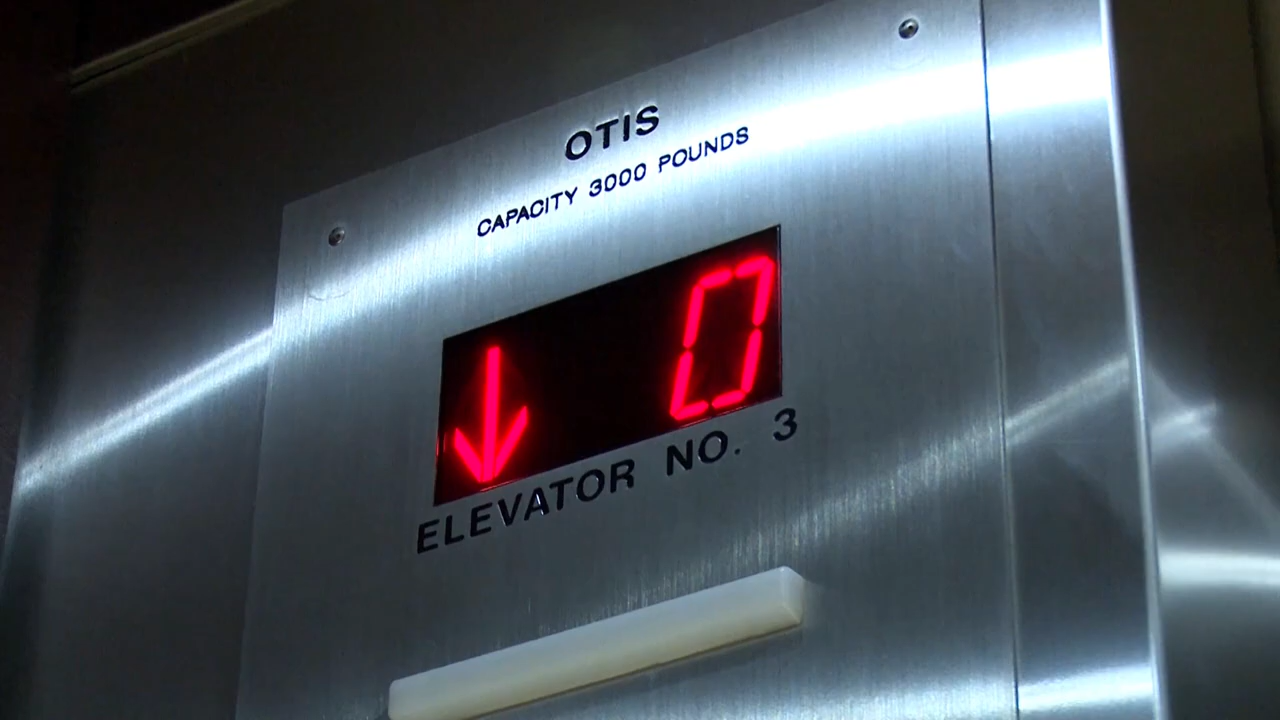 OTIS
CAPACITY 3000 POUNDS
↓ 0
ELEVATOR NO. 3